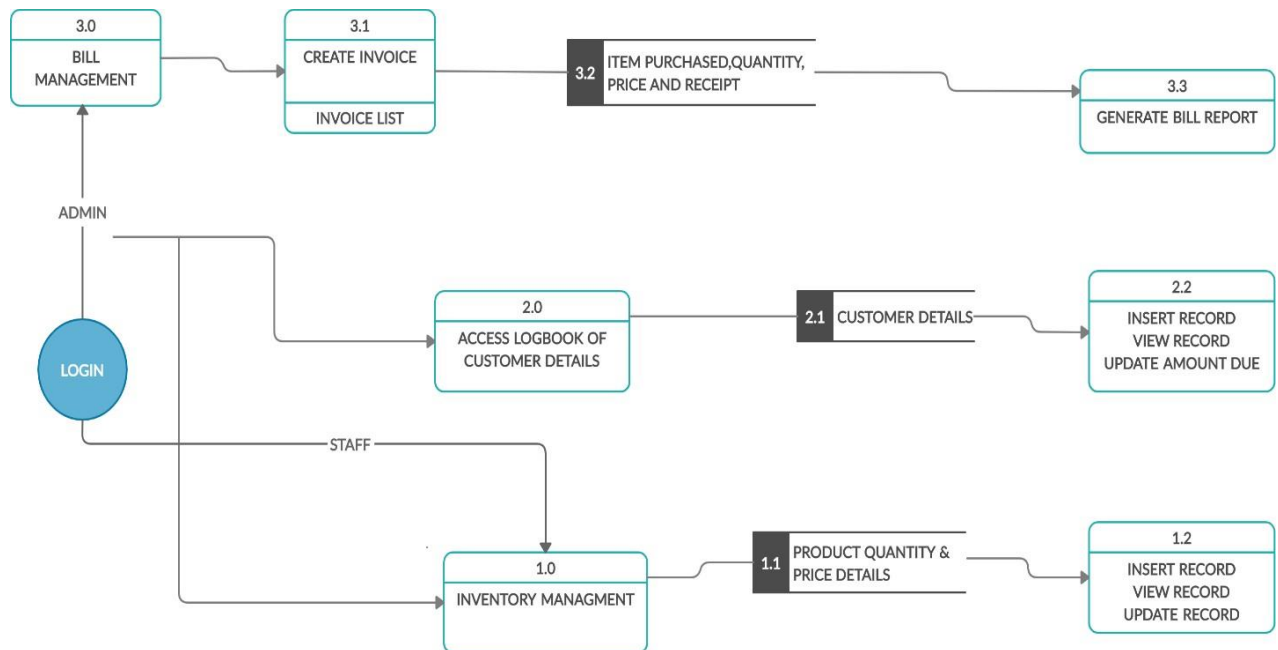 3.0
BILL
MANAGEMENT
3.1
CREATE INVOICE
INVOICE LIST
3.2
ITEM PURCHASED,QUANTITY,
PRICE AND RECEIPT
3.3
GENERATE BILL REPORT
ADMIN
LOGIN
2.0
ACCESS LOGBOOK OF
CUSTOMER DETAILS
2.1
CUSTOMER DETAILS
2.2
INSERT RECORD
VIEW RECORD
UPDATE AMOUNT DUE
STAFF
1.0
INVENTORY MANAGMENT
1.1
PRODUCT QUANTITY &
PRICE DETAILS
1.2
INSERT RECORD
VIEW RECORD
UPDATE RECORD